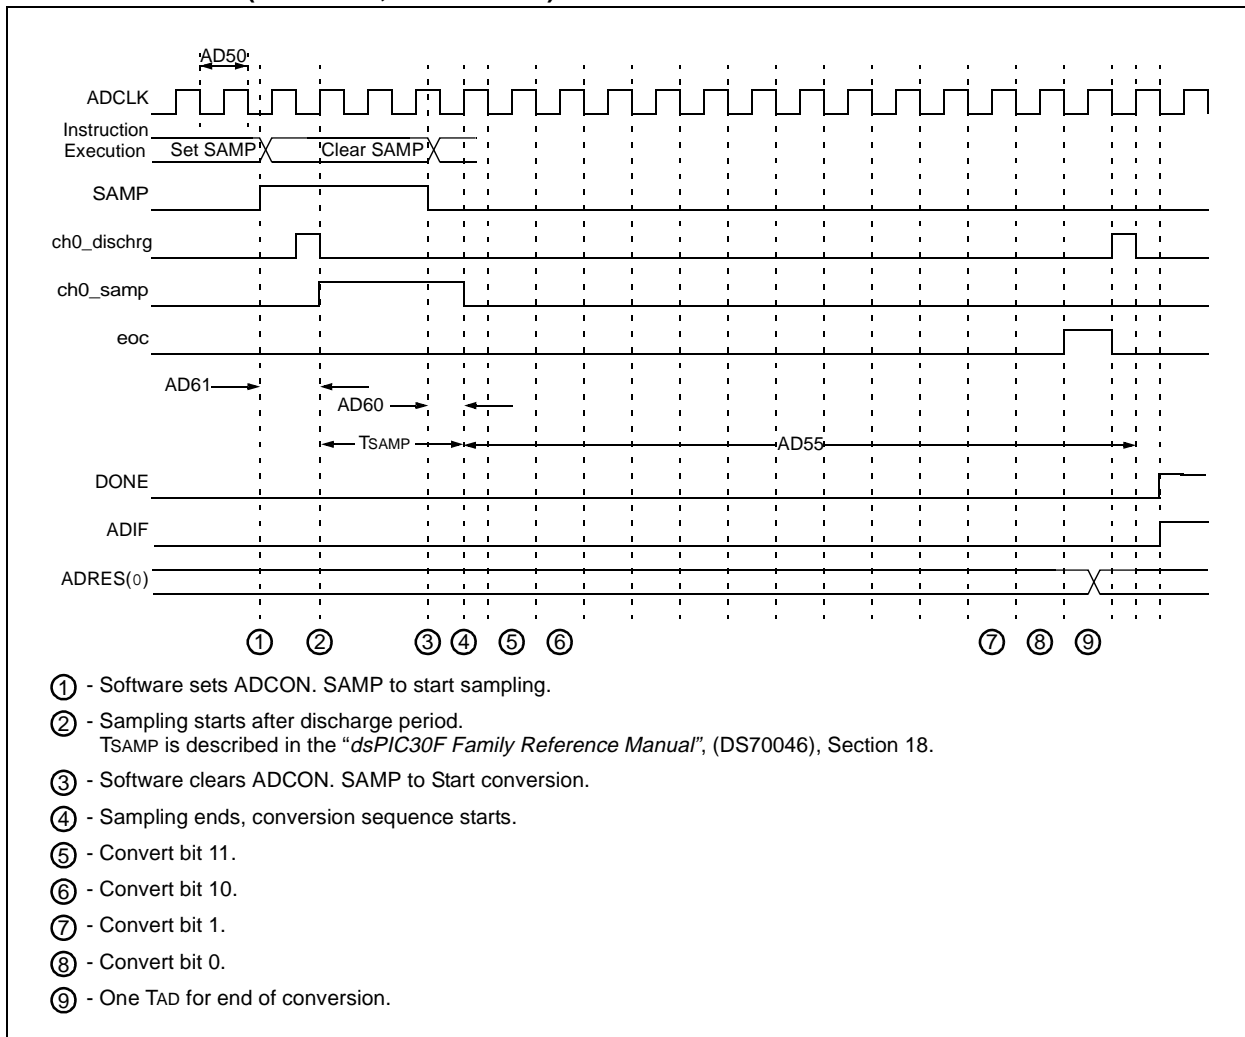 AD50
ADCLK
Instruction
Execution
Set SAMP
Clear SAMP
SAMP
ch0_dischrg
ch0_samp
eoc
AD61
AD60
TSAMP
AD55
DONE
ADIF
ADRES(0)
1 2 3 4 5 6 7 8 9
1 - Software sets ADCON. SAMP to start sampling.
2 - Sampling starts after discharge period.
TSAMP is described in the “dsPIC30F Family Reference Manual”, (DS70046), Section 18.
3 - Software clears ADCON. SAMP to Start conversion.
4 - Sampling ends, conversion sequence starts.
5 - Convert bit 11.
6 - Convert bit 10.
7 - Convert bit 1.
8 - Convert bit 0.
9 - One TAD for end of conversion.